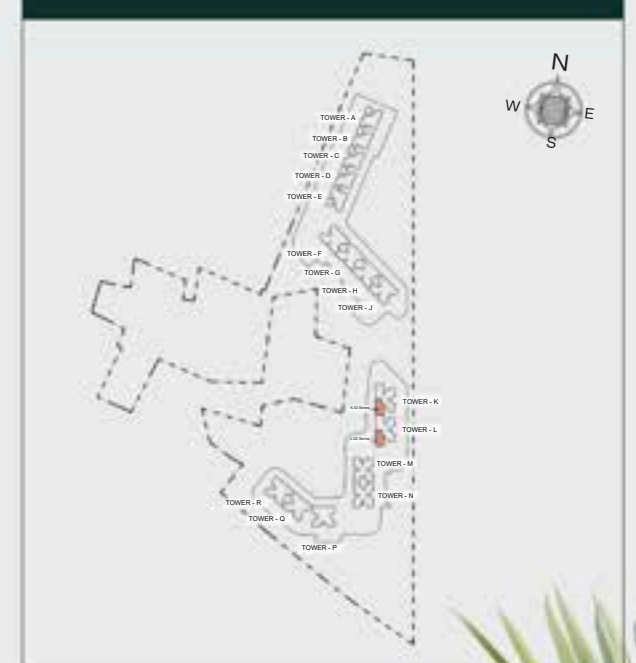 N
W
E
S
TOWER - A
TOWER - B
TOWER - C
TOWER - D
TOWER - E
TOWER - F
TOWER - G
TOWER - H
TOWER - J
TOWER - K
TOWER - L
TOWER - M
TOWER - N
TOWER - R
TOWER - Q
TOWER - P